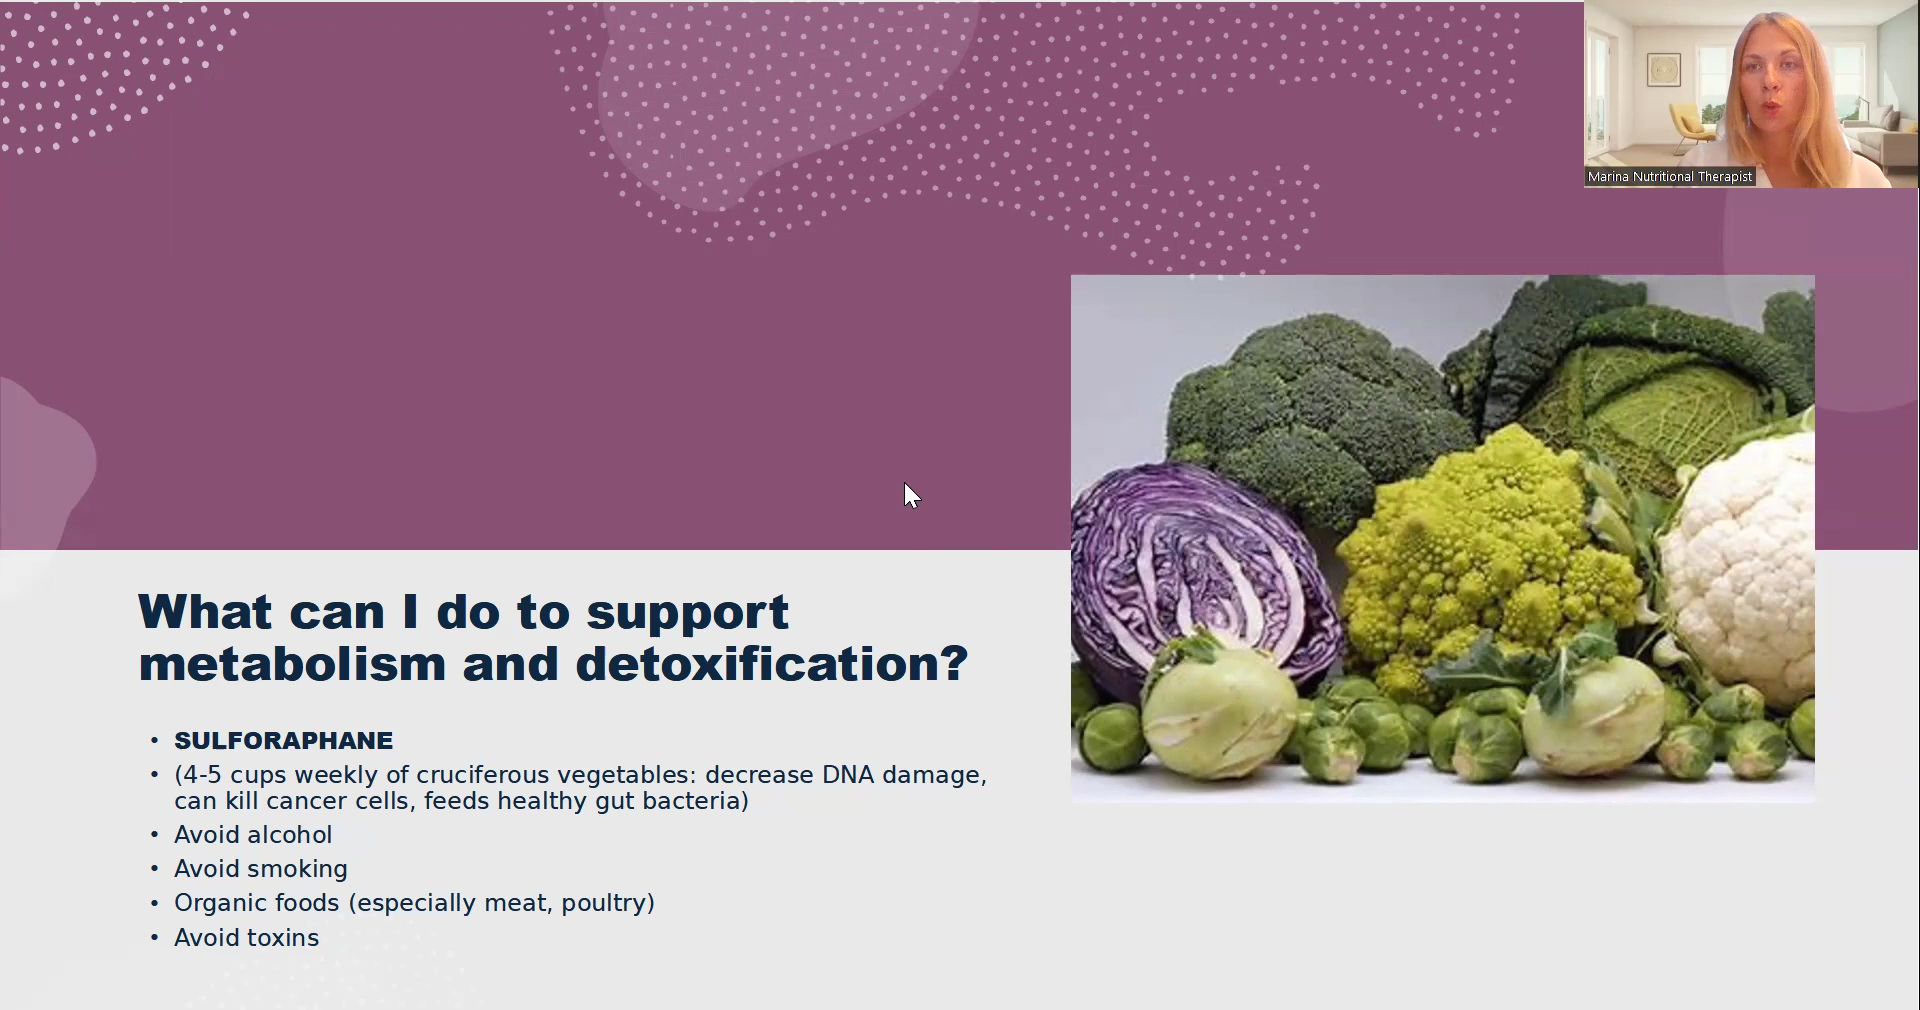 Marina Nutritional Therapist
What can I do to support
metabolism and detoxification?
• SULFORAPHANE
• (4-5 cups weekly of cruciferous vegetables: decrease DNA damage,
can kill cancer cells, feeds healthy gut bacteria)
• Avoid alcohol
• Avoid smoking
• Organic foods (especially meat, poultry)
• Avoid toxins